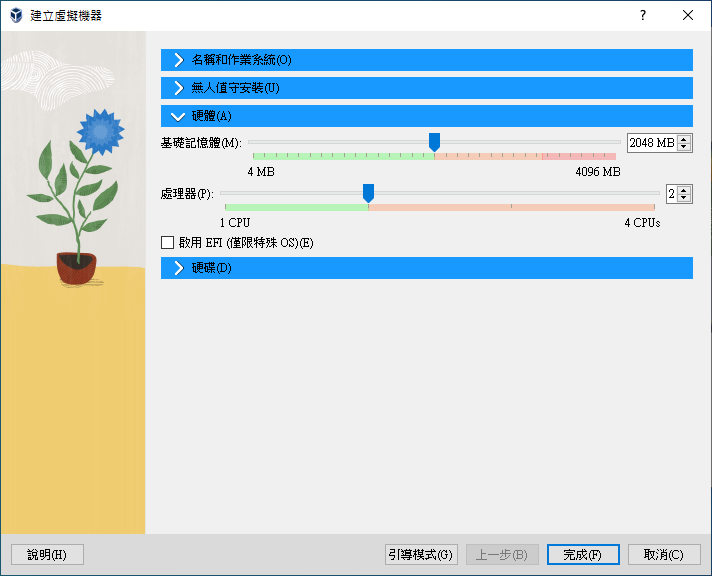 建立虛擬機器
?
名稱和作業系統(O)
無人值守安裝(U)
硬體(A)
基礎記憶體(M):
2048 MB
4 MB
4096 MB
處理器(P):
2
1 CPU
4 CPUs
啟用 EFI (僅限特殊 OS)(E)
硬碟(D)
說明(H)
引導模式(G)
上一步(B)
完成(F)
取消(C)